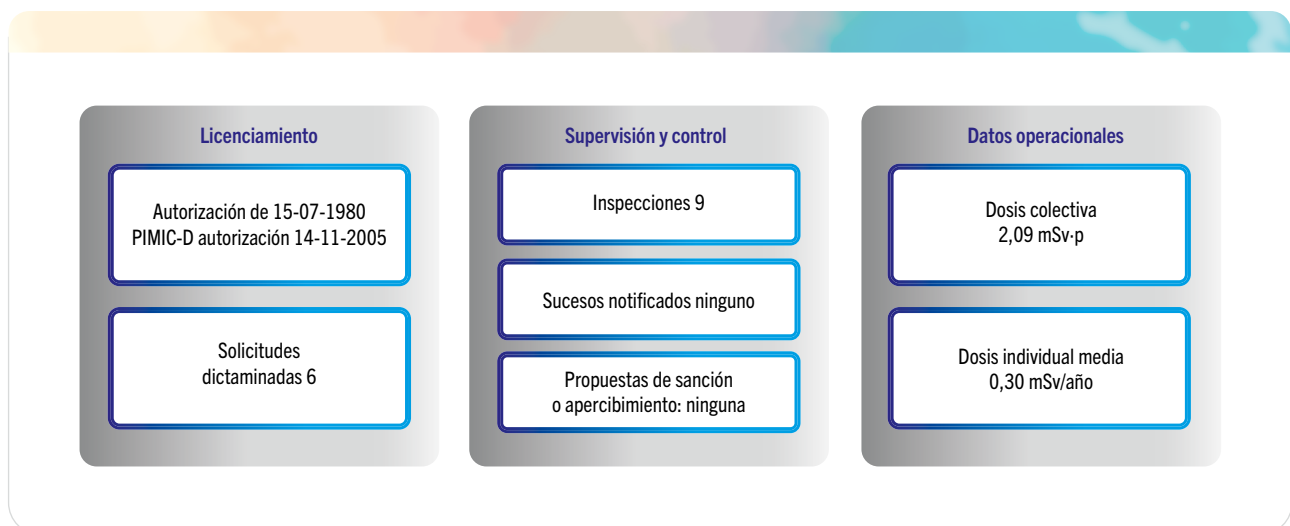 Licenciamiento
Autorización de 15-07-1980
PIMIC-D autorización 14-11-2005
Solicitudes
dictaminadas 6
Supervisión y control
Inspecciones 9
Sucesos notificados ninguno
Propuestas de sanción
o apercibimiento: ninguna
Datos operacionales
Dosis colectiva
2,09 mSv·p
Dosis individual media
0,30 mSv/año